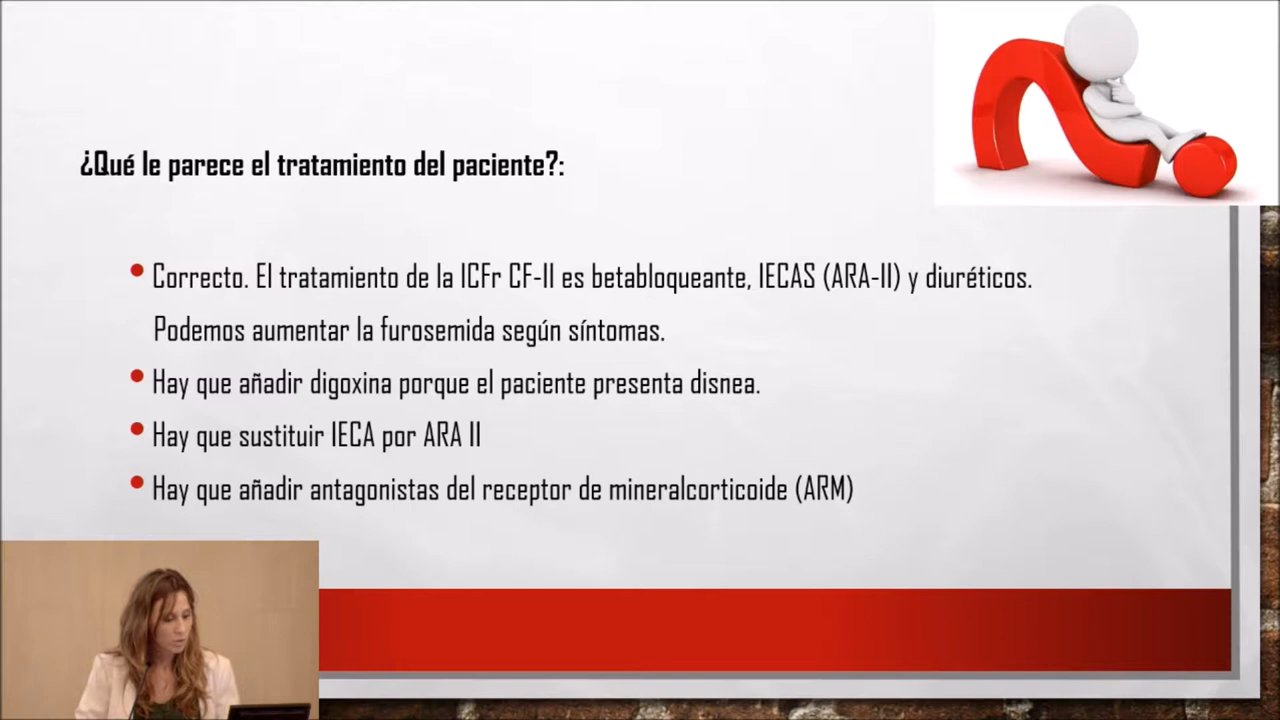 ¿Qué le parece el tratamiento del paciente?:
• Correcto. El tratamiento de la ICFr CF-II es betabloqueante, IECAS (ARA-II) y diuréticos.
Podemos aumentar la furosemida según síntomas.
• Hay que añadir digoxina porque el paciente presenta disnea.
• Hay que sustituir IECA por ARA II
• Hay que añadir antagonistas del receptor de mineralcorticoide (ARM)